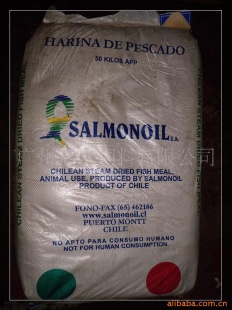 HARINA DE PESCADO
50 KILOS APP
SALMONOIL S.A.
CHILEAN STEAM DRIED FISH MEAL,
ANIMAL USE, PRODUCED BY SALMONOIL
PRODUCT OF CHILE
FONO-FAX (65) 462186
www.salmonoil.cl
PUERTO MONTT
CHILE
NO APTO PARA CONSUMO HUMANO
NOT FOR HUMAN CONSUMPTION
alibaba.com.cn